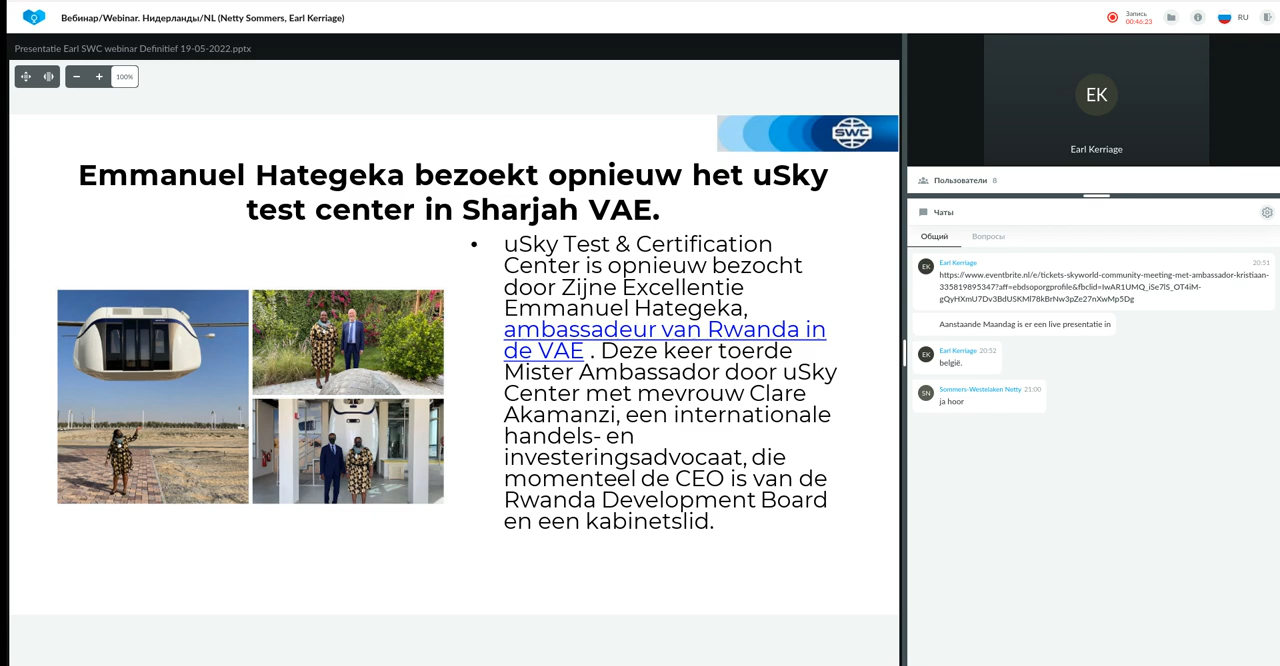 Вебинар/Webinar. Нидерланды/NL (Netty Sommers, Earl Kerriage)
Запись
00:46:23
RU
Presentatie Earl SWC webinar Definitief 19-05-2022.pptx
100%
SWC
Emmanuel Hategeka bezoekt opnieuw het uSky
test center in Sharjah VAE.
• uSky Test & Certification
Center is opnieuw bezocht
door Zijne Excellentie
Emmanuel Hategeka,
ambassadeur van Rwanda in
de VAE . Deze keer toerde
Mister Ambassador door uSky
Center met mevrouw Clare
Akamanzi, een internationale
handels- en
investeringsadvocaat, die
momenteel de CEO is van de
Rwanda Development Board
en een kabinetslid.
EK
Earl Kerriage
Пользователи 8
Чаты
Общий Вопросы
EK Earl Kerriage 20:51
https://www.eventbrite.nl/e/tickets-skyworld-community-meeting-met-ambassador-kristiaan-
335819895347?aff=ebdsoporgprofile&fbclid=IwAR1UMQ_iSe7lS_OT4iM-
gQyHXmU7Dv3BdUSKMl78kBrNw3pZe27nXwMp5Dg
Aanstaande Maandag is er een live presentatie in
EK Earl Kerriage 20:52
belgië.
SN Sommers-Westelaken Netty 21:00
ja hoor